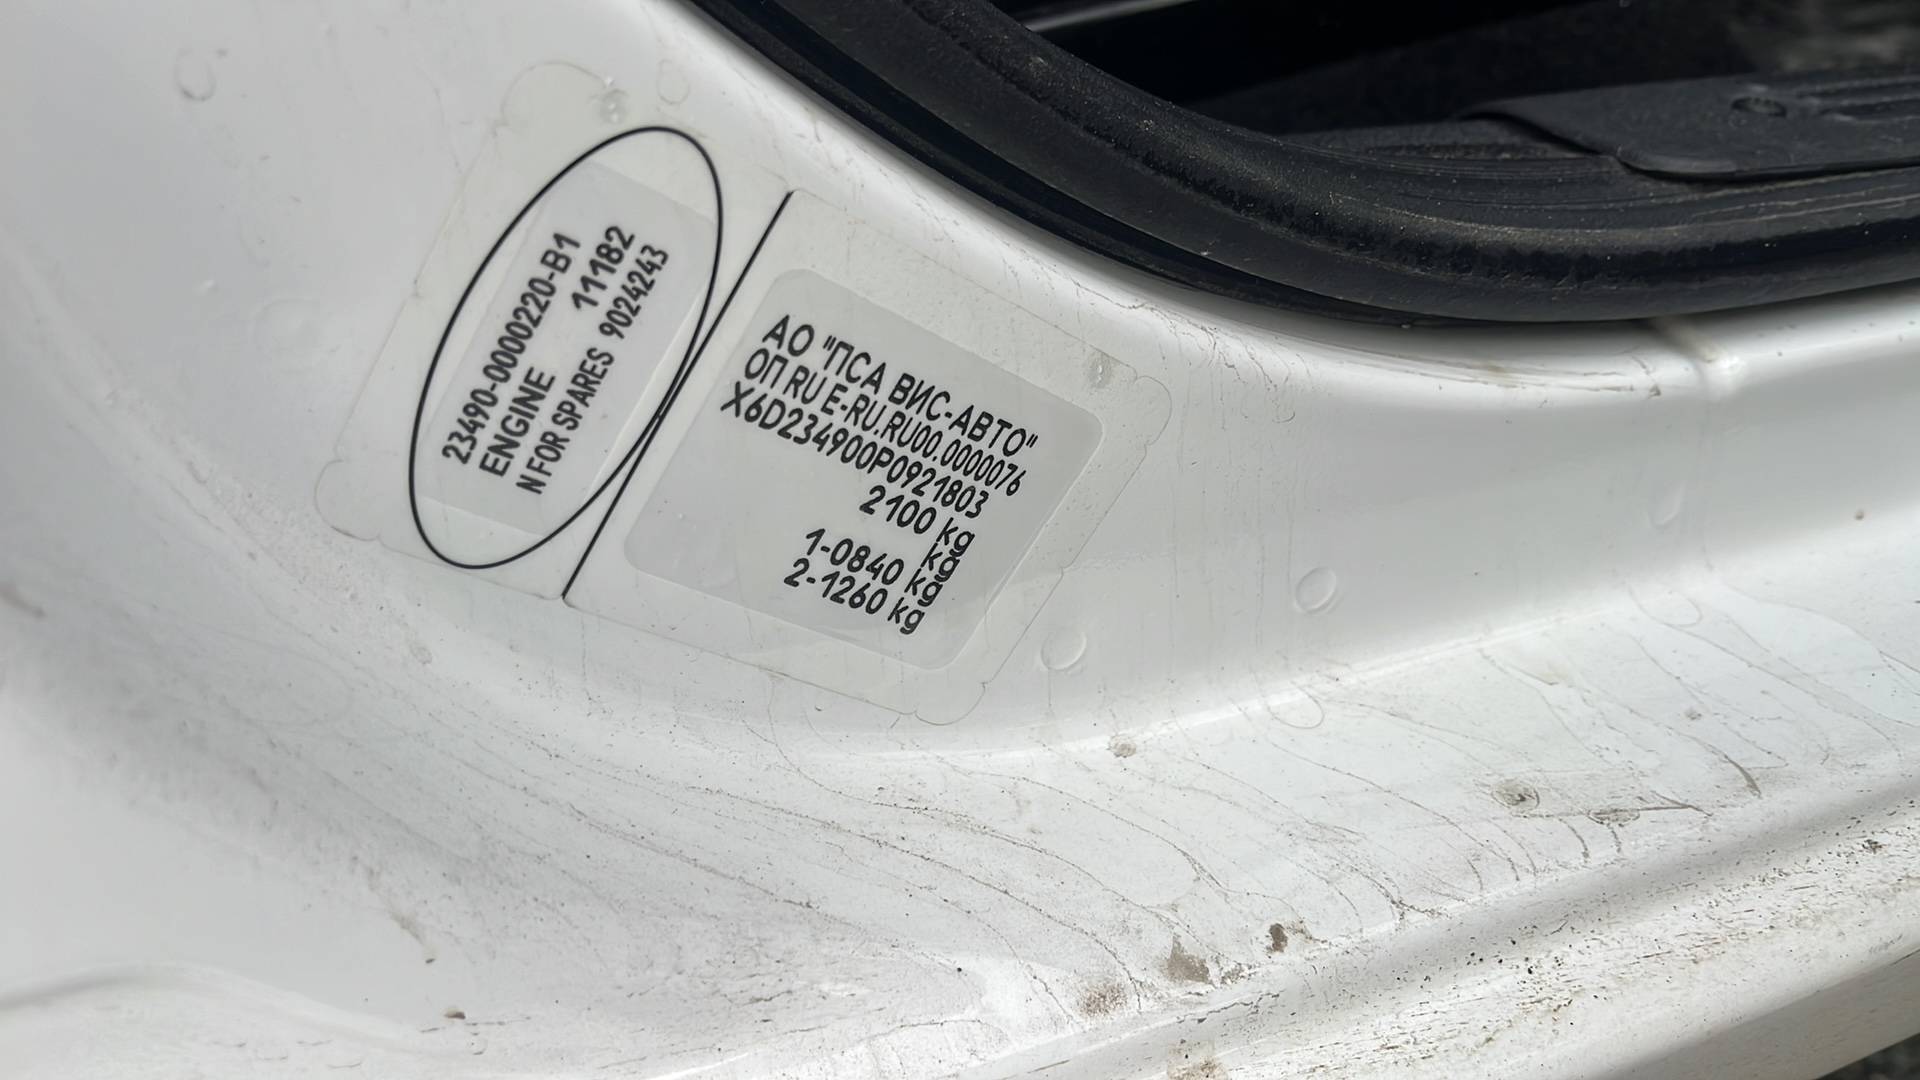 23490-0000220-B1
ENGINE 11182
N FOR SPARES 9024243
АО "ПСА ВИС-АВТО"
ОП RU E-RU.RU00.0000076
X6D234900P0921803
2100 kg
kg
1-0840 kg
2-1260 kg